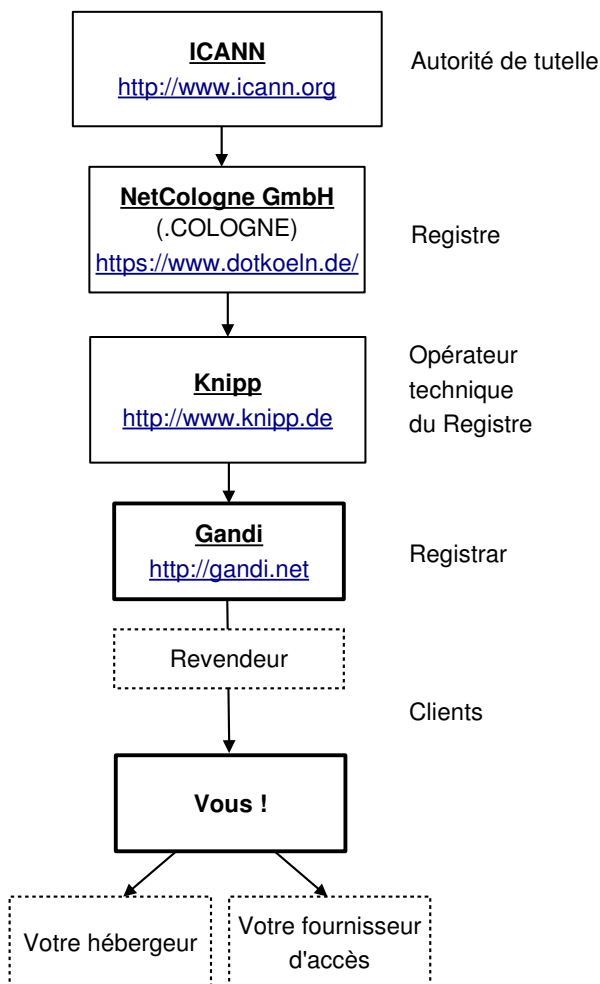 ICANN
http://www.icann.org
Autorité de tutelle
NetCologne GmbH
(.COLOGNE)
https://www.dotkoeln.de/
Registre
Knipp
http://www.knipp.de
Opérateur
technique
du Registre
Gandi
http://gandi.net
Registrar
Revendeur
Clients
Vous !
Votre hébergeur
Votre fournisseur
d'accès